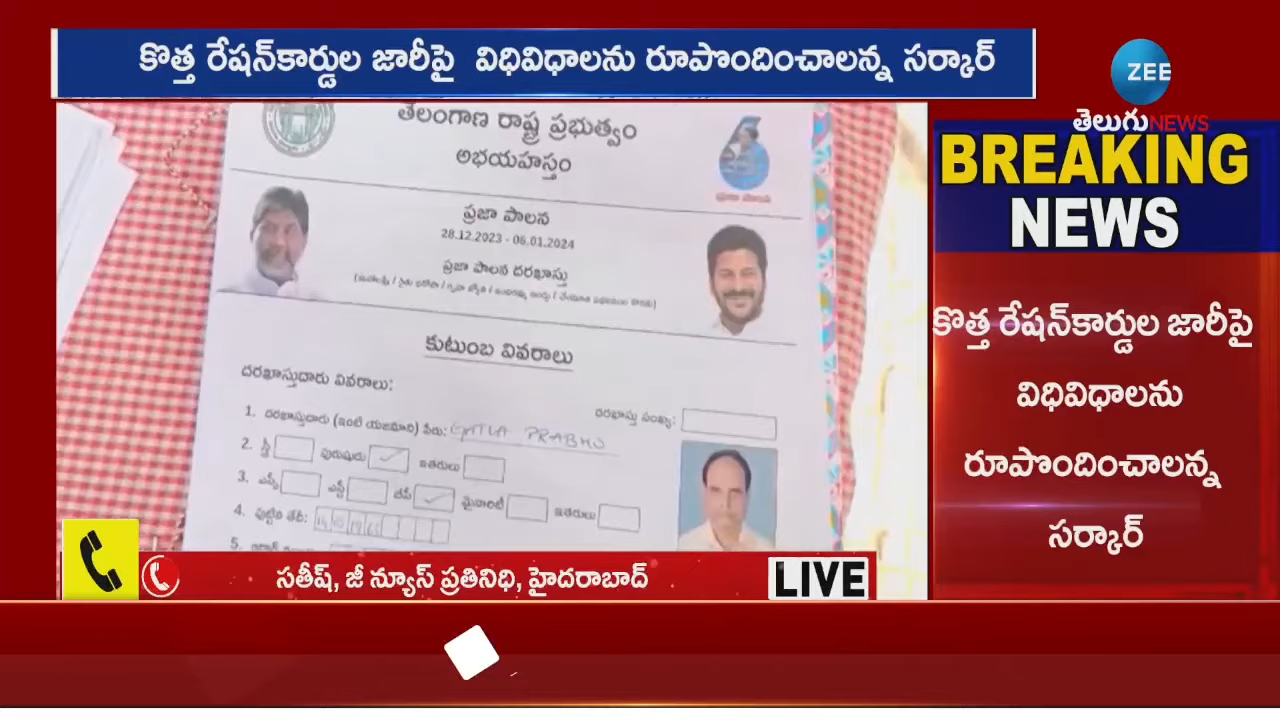 కొత్త రేషన్‌కార్డుల జారీపై విధివిధాలను రూపొందించాలన్న సర్కార్
ZEE
తెలుగు NEWS
BREAKING
NEWS
కొత్త రేషన్‌కార్డుల జారీపై
విధివిధాలను
రూపొందించాలన్న
సర్కార్
తెలంగాణ రాష్ట్ర ప్రభుత్వం
అభయహస్తం
ప్రజా పాలన
28.12.2023 - 06.01.2024
ప్రజా పాలన దరఖాస్తు
కుటుంబ వివరాలు
దరఖాస్తుదారు వివరాలు:
దరఖాస్తు సంఖ్య:
1. దరఖాస్తుదారు (ఇంటి యజమాని) పేరు: PRABHU
2. స్త్రీ పురుషుడు ఇతరులు
3. ఎస్సీ ఎస్టీ బీసీ మైనారిటీ ఇతరులు
4. పుట్టిన తేదీ:
5.
సతీష్, జీ న్యూస్ ప్రతినిధి, హైదరాబాద్
LIVE